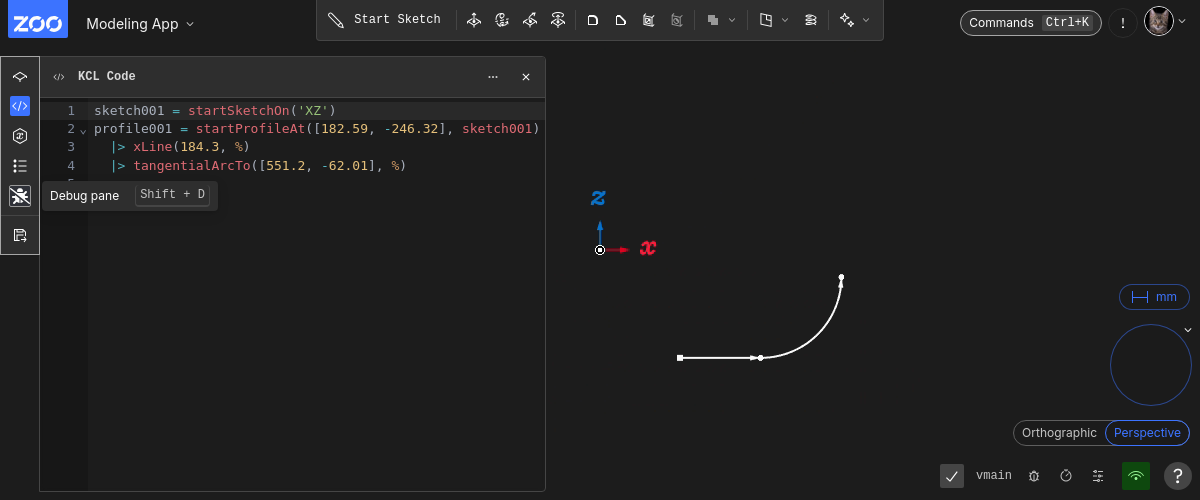 ZOO Modeling App Start Sketch Commands Ctrl+K !
KCL Code
1 sketch001 = startSketchOn('XZ')
2 profile001 = startProfileAt([182.59, -246.32], sketch001)
3 |> xLine(184.3, %)
4 |> tangentialArcTo([551.2, -62.01], %)
Debug pane Shift + D
z
x
mm
Orthographic Perspective
vmain ?